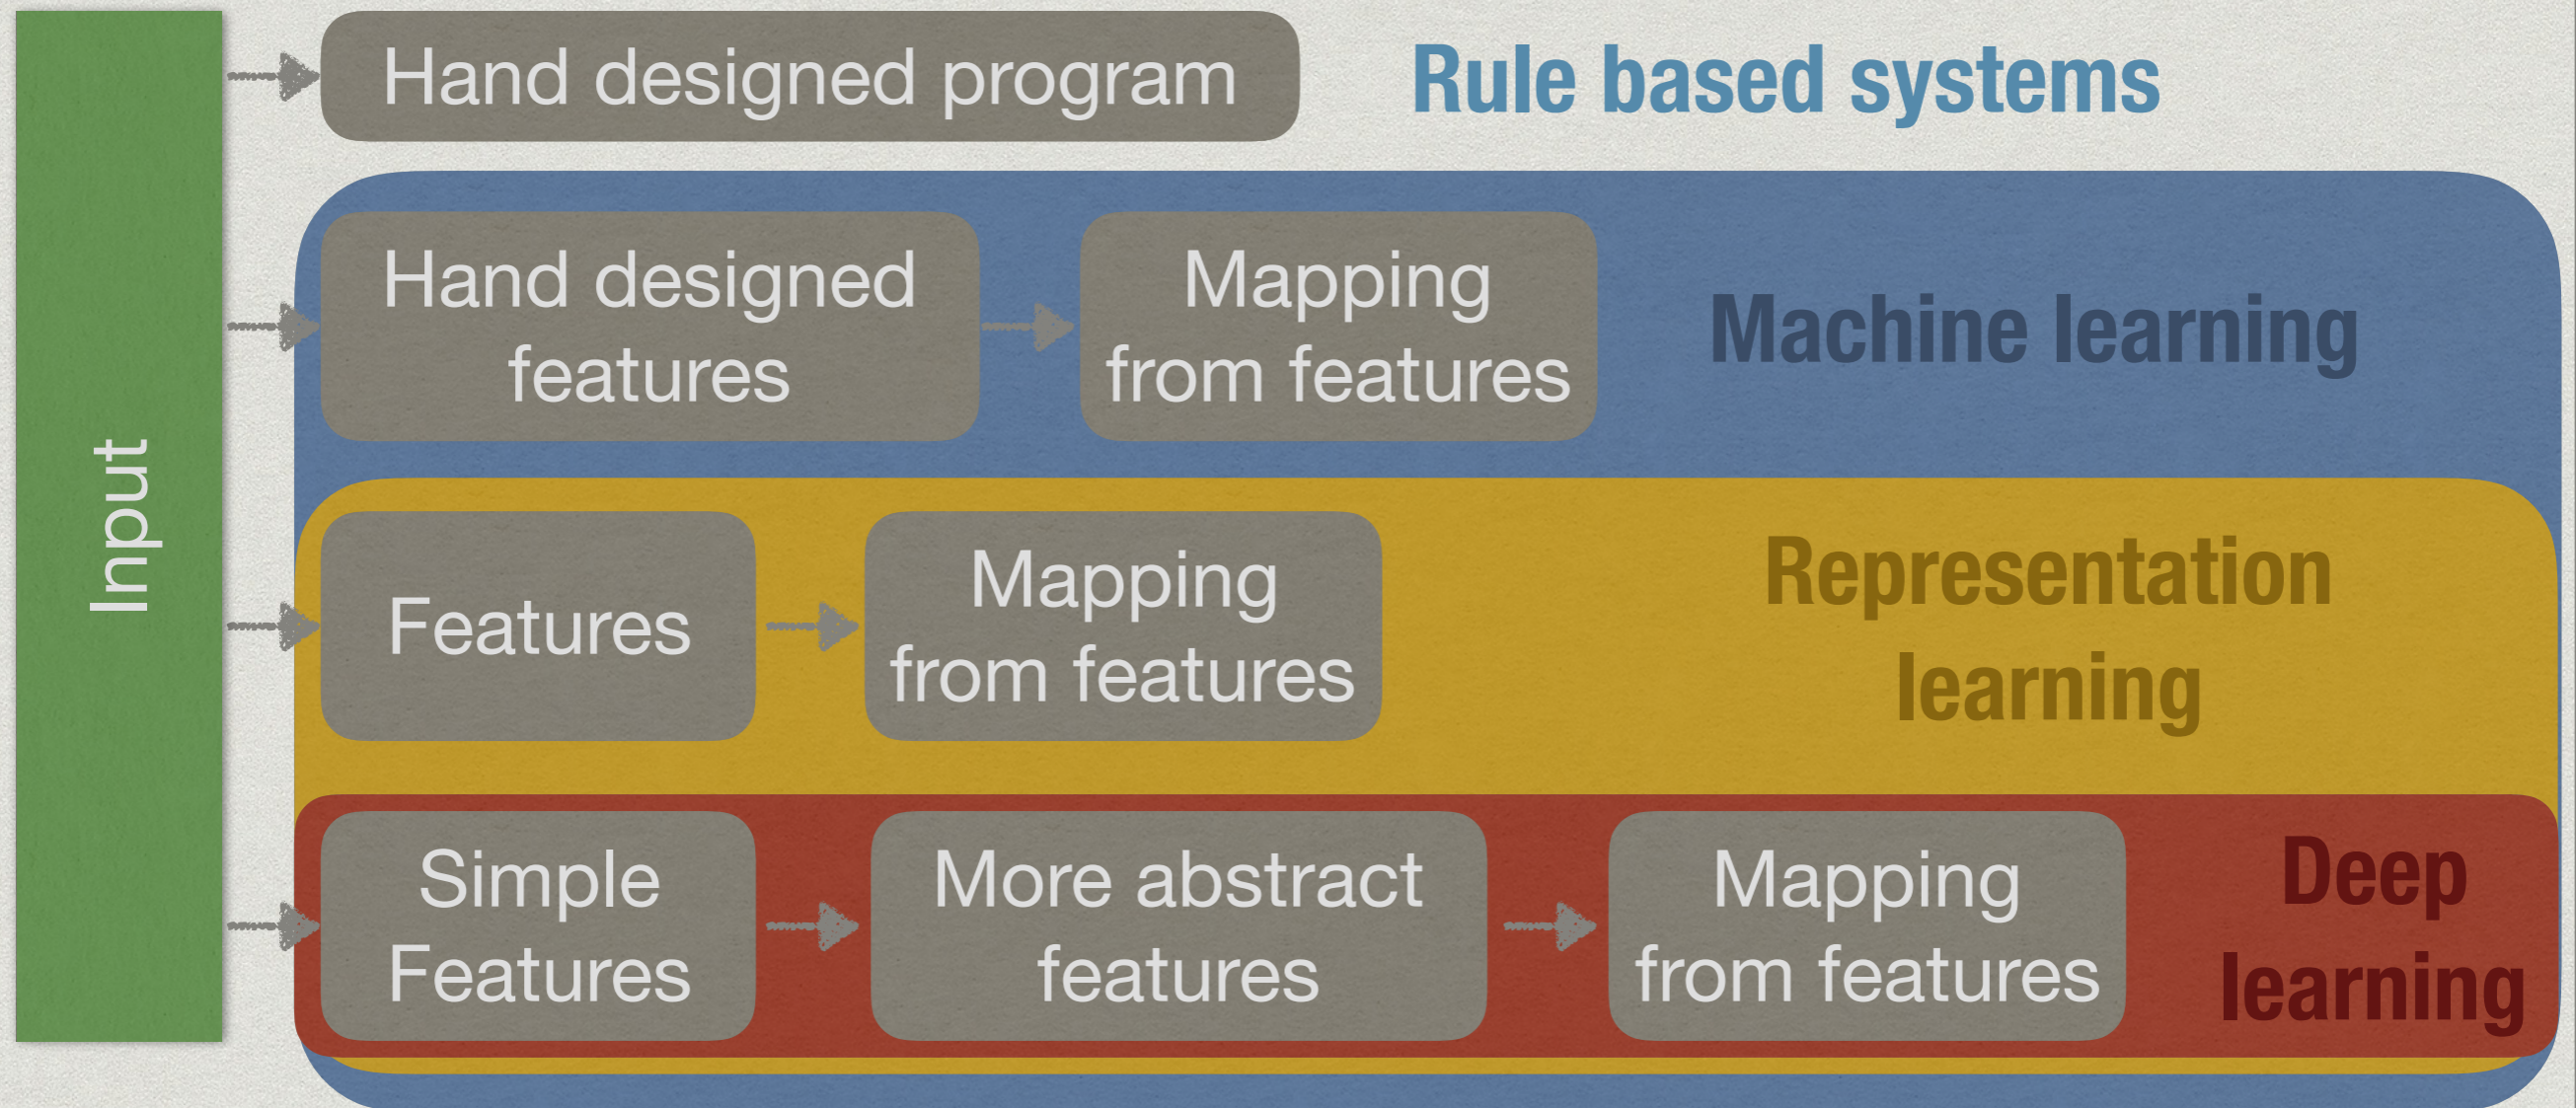 Input
Hand designed program
Rule based systems
Hand designed
features
Mapping
from features
Machine learning
Features
Mapping
from features
Representation
learning
Simple
Features
More abstract
features
Mapping
from features
Deep
learning